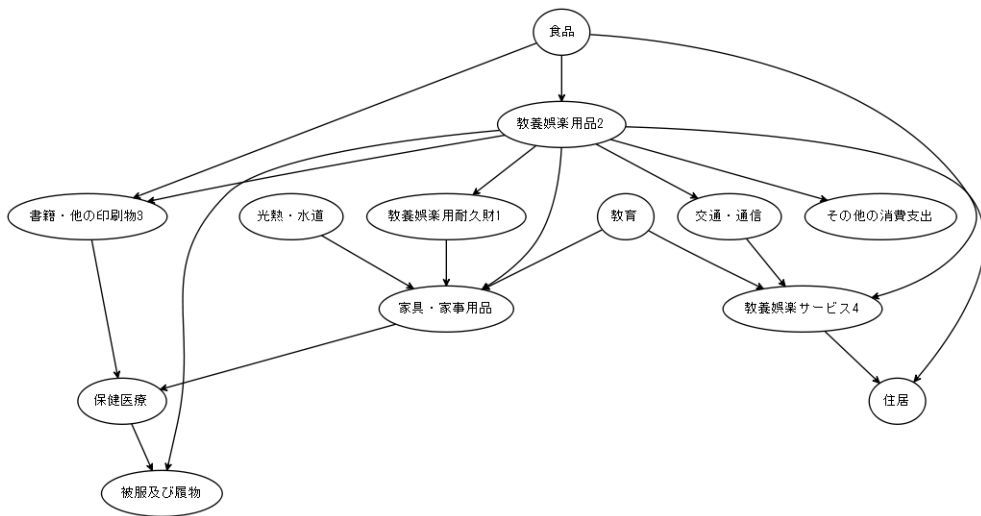 食品
教養娯楽用品2
書籍・他の印刷物3
光熱・水道
教養娯楽用耐久財1
教育
交通・通信
その他の消費支出
家具・家事用品
教養娯楽サービス4
保健医療
住居
被服及び履物